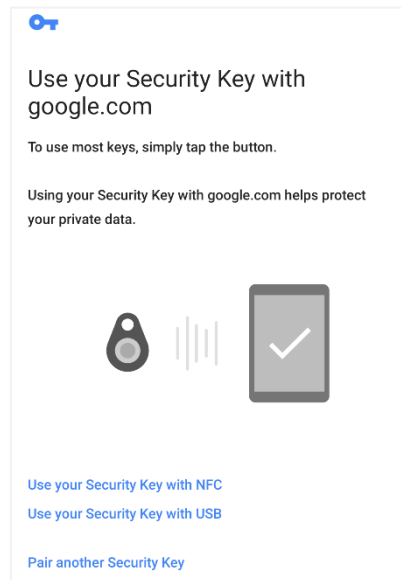 Use your Security Key with
google.com
To use most keys, simply tap the button.
Using your Security Key with google.com helps protect
your private data.
Use your Security Key with NFC
Use your Security Key with USB
Pair another Security Key